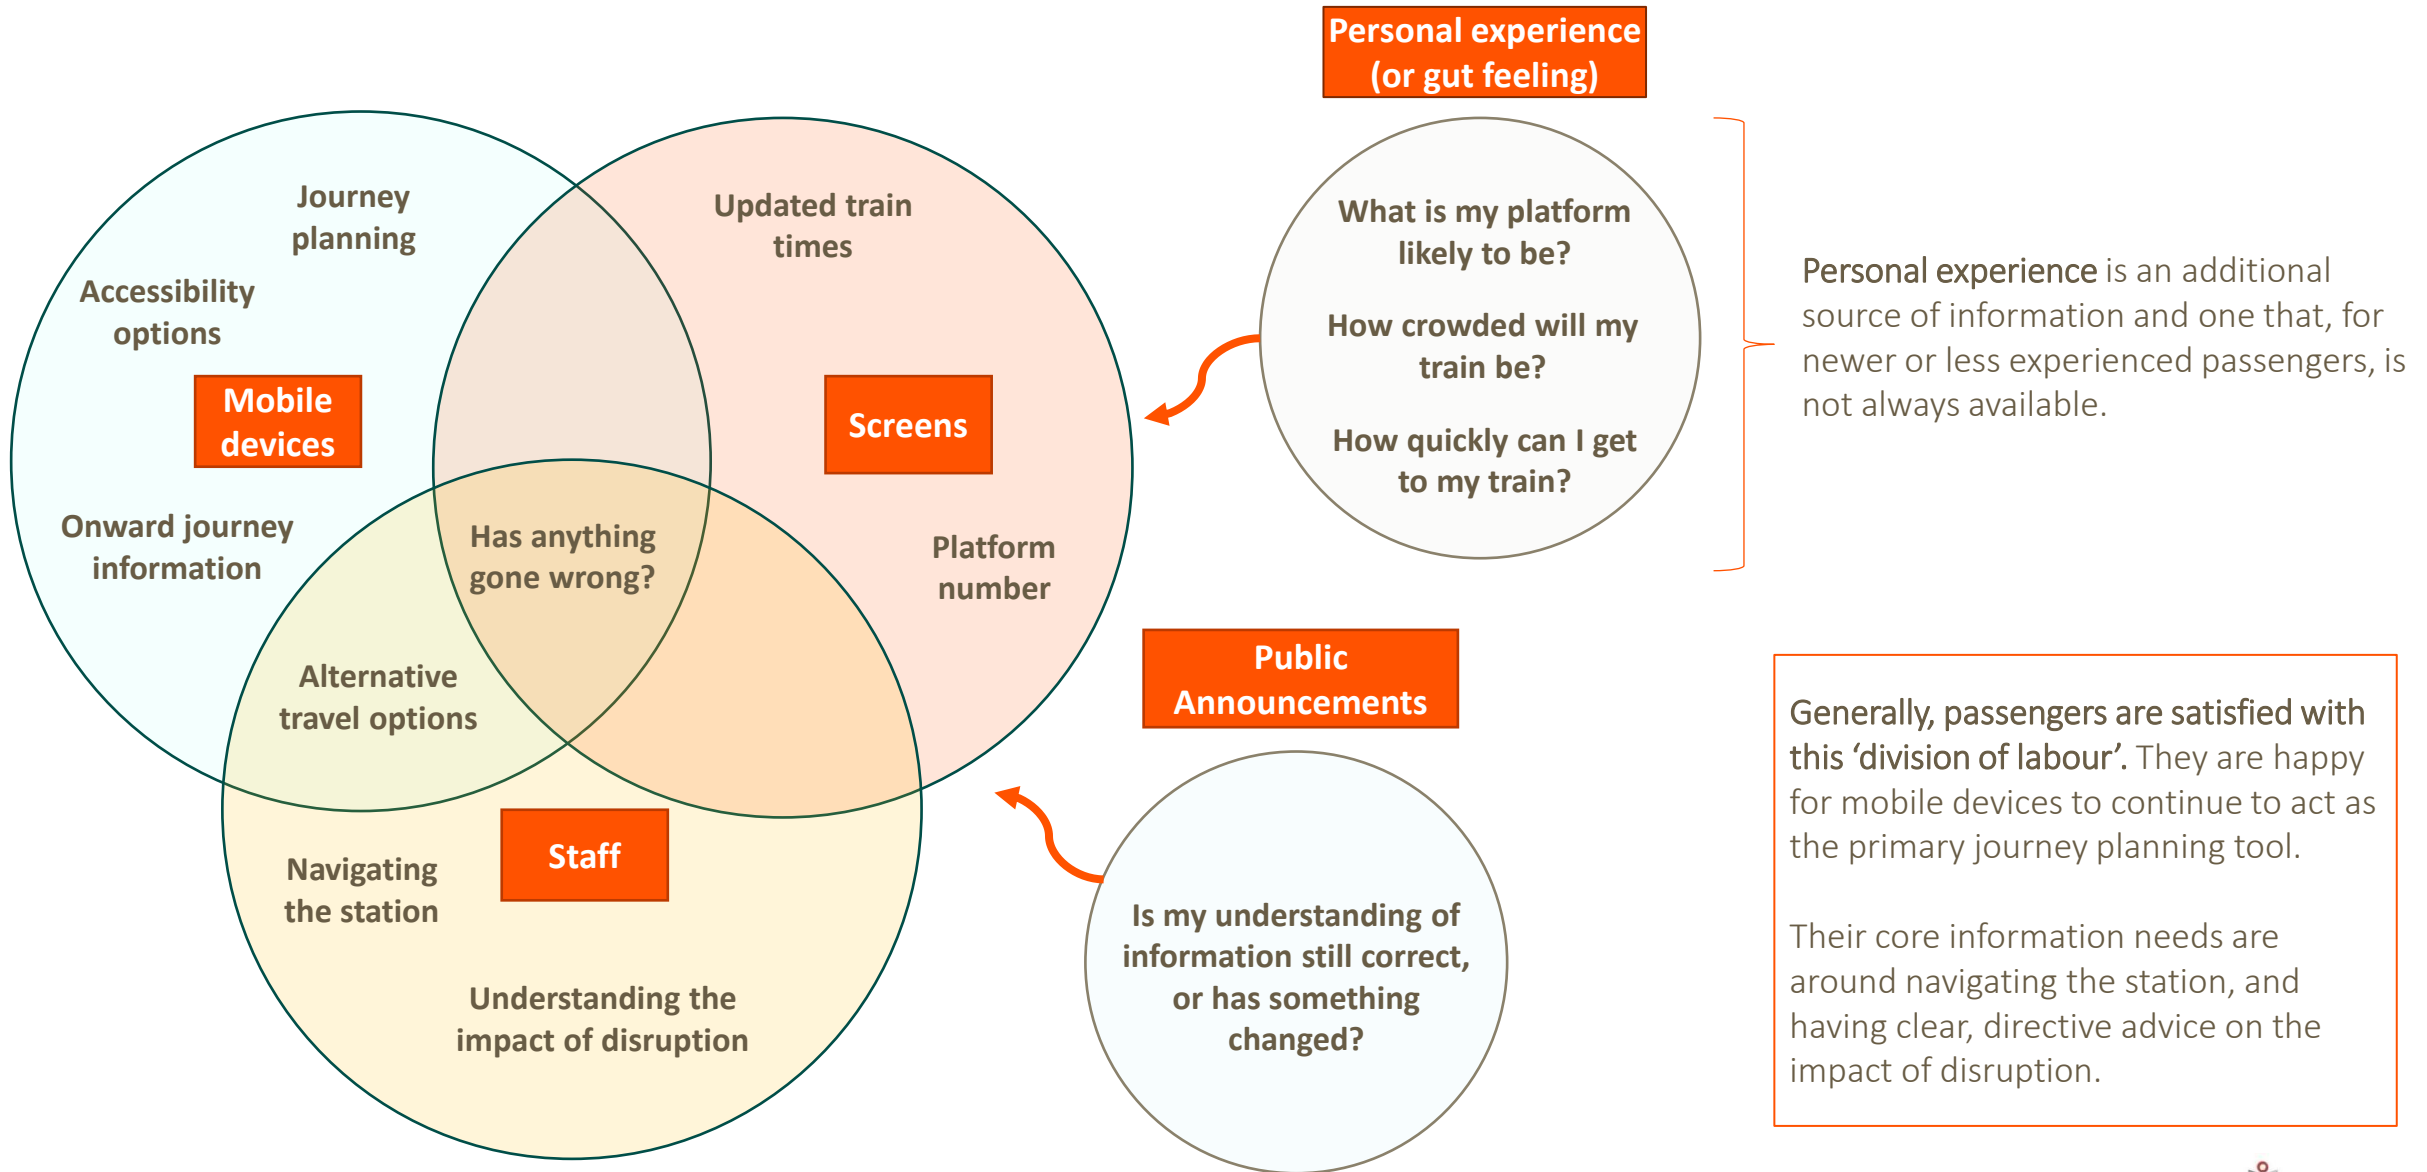 Personal experience
(or gut feeling)
Journey
planning
Accessibility
options
Mobile
devices
Onward journey
information
Updated train
times
Screens
Platform
number
Has anything
gone wrong?
Alternative
travel options
Staff
Navigating
the station
Understanding the
impact of disruption
What is my platform
likely to be?
How crowded will my
train be?
How quickly can I get
to my train?
Public
Announcements
Is my understanding of
information still correct,
or has something
changed?
Personal experience is an additional
source of information and one that, for
newer or less experienced passengers, is
not always available.
Generally, passengers are satisfied with
this ‘division of labour’. They are happy
for mobile devices to continue to act as
the primary journey planning tool.
Their core information needs are
around navigating the station, and
having clear, directive advice on the
impact of disruption.